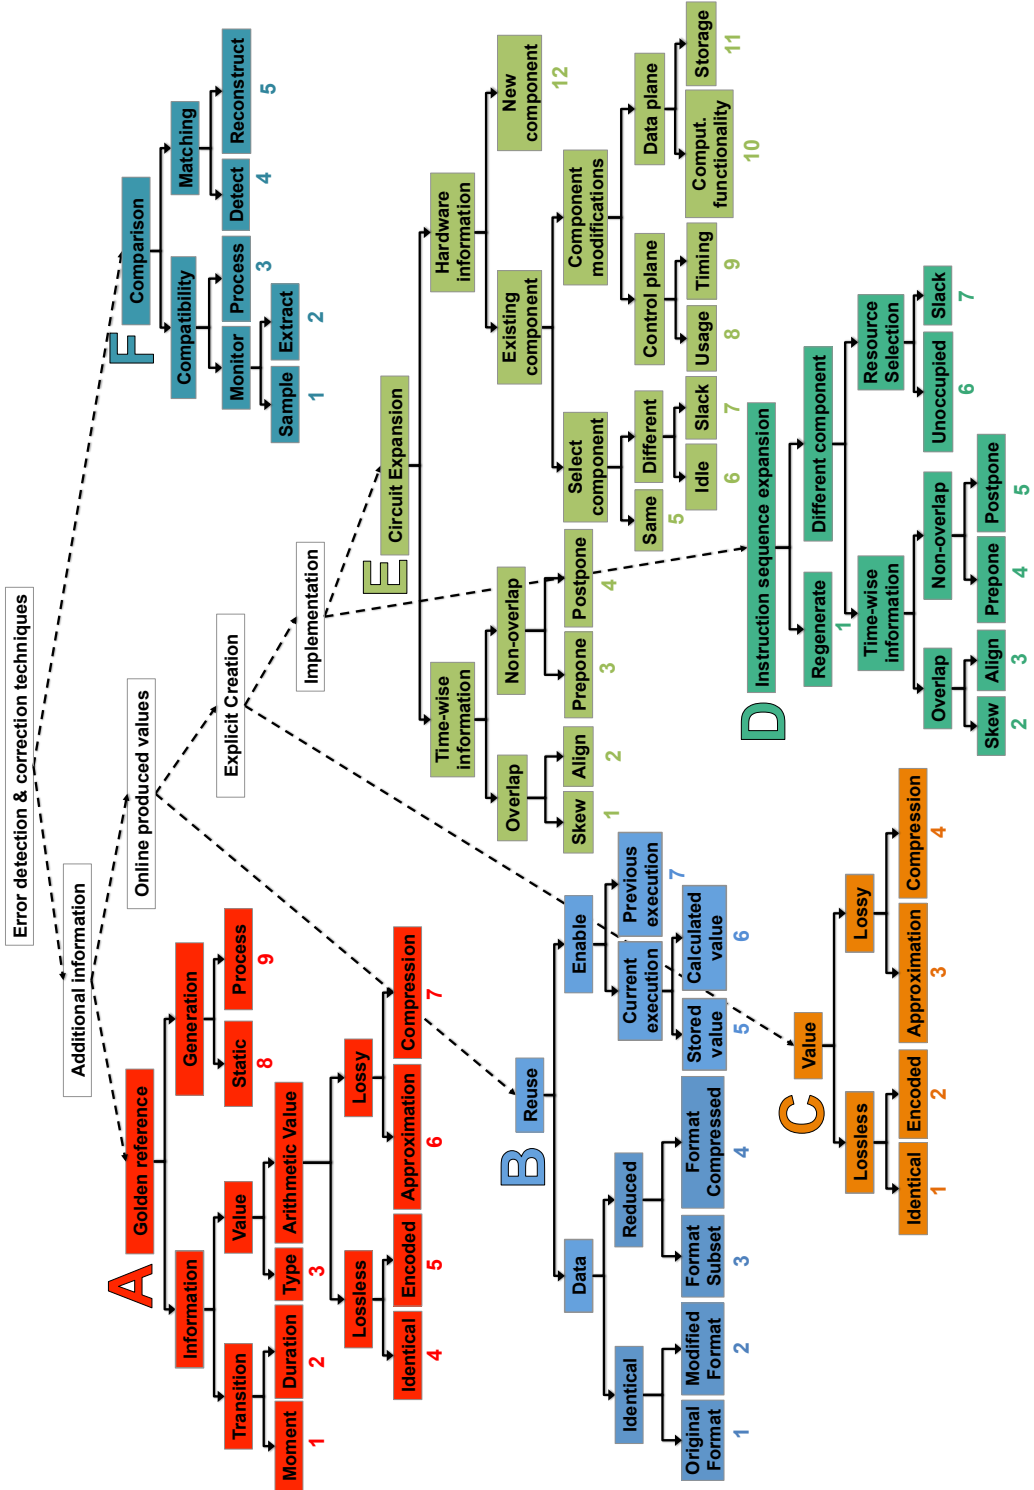 Error detection & correction techniques
Additional information
Online produced values
Explicit Creation
Implementation
A
Golden reference
Information
Generation
Transition
Value
Static
Process
8
9
Moment
Duration
Type
Arithmetic Value
1
2
3
Lossless
Lossy
Identical
Encoded
Approximation
Compression
4
5
6
7
B
Reuse
Data
Enable
Identical
Reduced
Current
execution
Previous
execution
7
Original
Format
Modified
Format
Format
Subset
Format
Compressed
Stored
value
Calculated
value
1
2
3
4
5
6
C
Value
Lossless
Lossy
Identical
Encoded
Approximation
Compression
1
2
3
4
D
Instruction sequence expansion
Regenerate
1
Different component
Time-wise
information
Resource
Selection
Overlap
Non-overlap
Unoccupied
Slack
6
7
Skew
Align
Prepone
Postpone
2
3
4
5
E
Circuit Expansion
Time-wise
information
Hardware
information
Overlap
Non-overlap
Existing
component
New
component
12
Skew
Align
Prepone
Postpone
1
2
3
4
Select
component
Component
modifications
Same
5
Different
Control plane
Data plane
Idle
Slack
Usage
Timing
Comput.
functionality
Storage
6
7
8
9
10
11
F
Comparison
Compatibility
Matching
Monitor
Process
Detect
Reconstruct
3
4
5
Sample
Extract
1
2